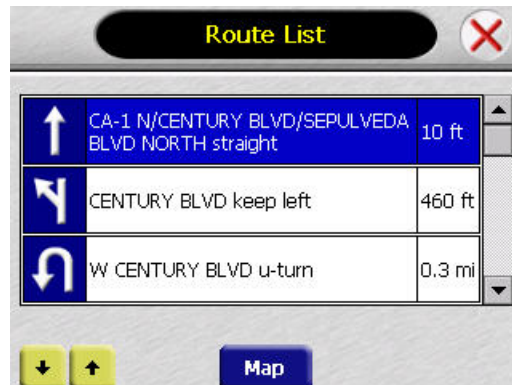 Route List
CA-1 N/CENTURY BLVD/SEPULVEDA
BLVD NORTH straight
10 ft
CENTURY BLVD keep left
460 ft
W CENTURY BLVD u-turn
0.3 mi
Map